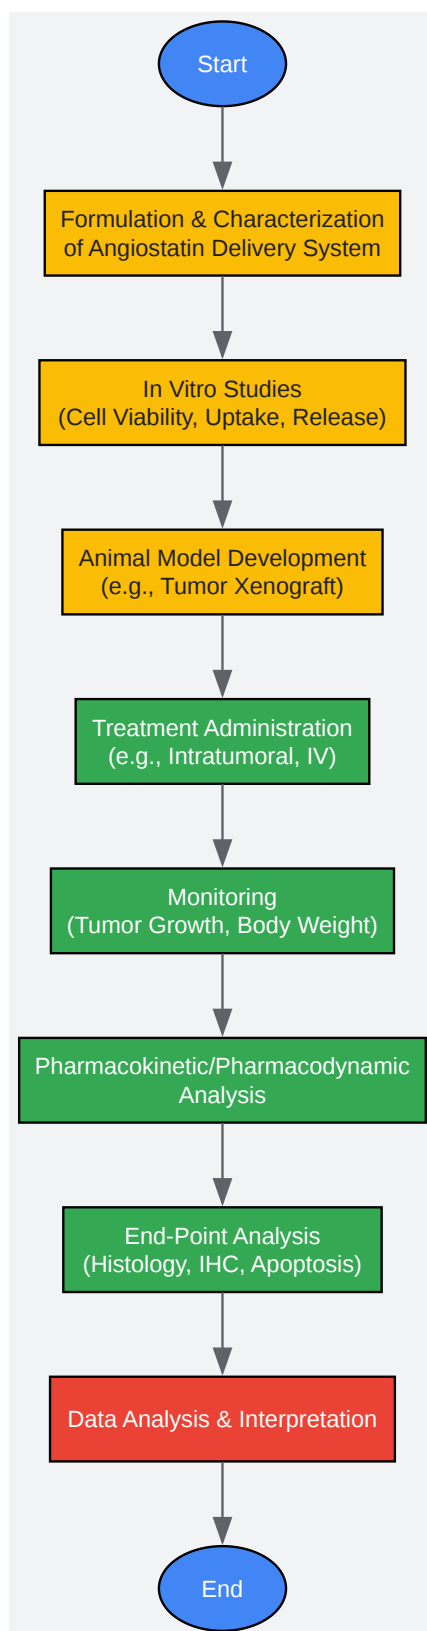 Start
Formulation & Characterization
of Angiostatin Delivery System
In Vitro Studies
(Cell Viability, Uptake, Release)
Animal Model Development
(e.g., Tumor Xenograft)
Treatment Administration
(e.g., Intratumoral, IV)
Monitoring
(Tumor Growth, Body Weight)
Pharmacokinetic/Pharmacodynamic
Analysis
End-Point Analysis
(Histology, IHC, Apoptosis)
Data Analysis & Interpretation
End